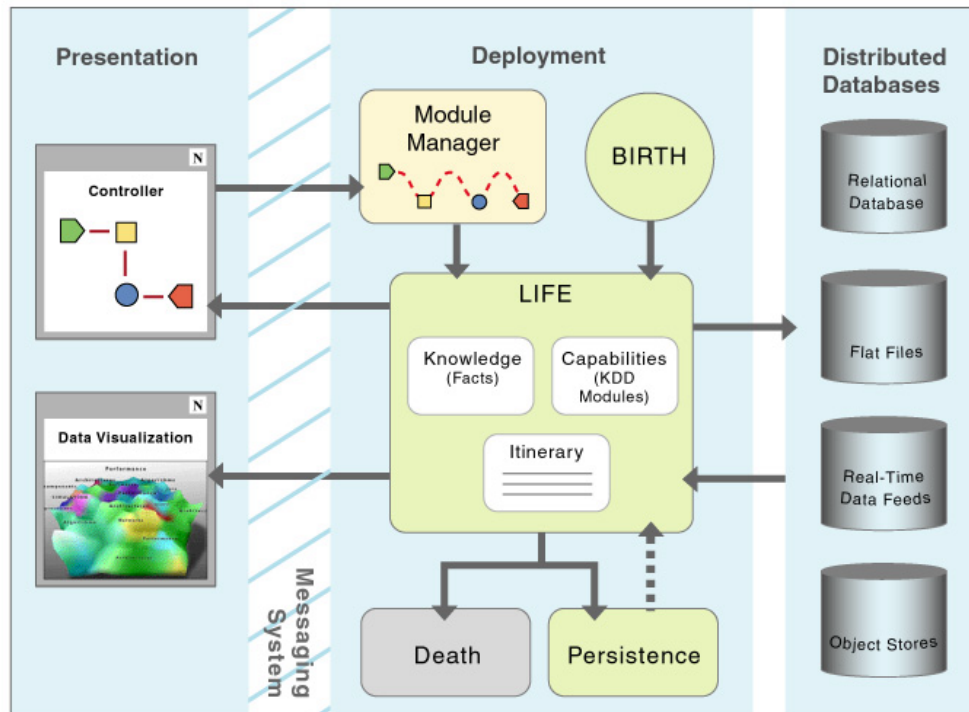 Presentation
Deployment
Distributed
Databases
Module
Manager
BIRTH
N
Controller
Relational
Database
LIFE
Knowledge
(Facts)
Capabilities
(KDD
Modules)
Flat Files
N
Data Visualization
Performance
Itinerary
Real-Time
Data Feeds
Messaging
System
Death
Persistence
Object Stores